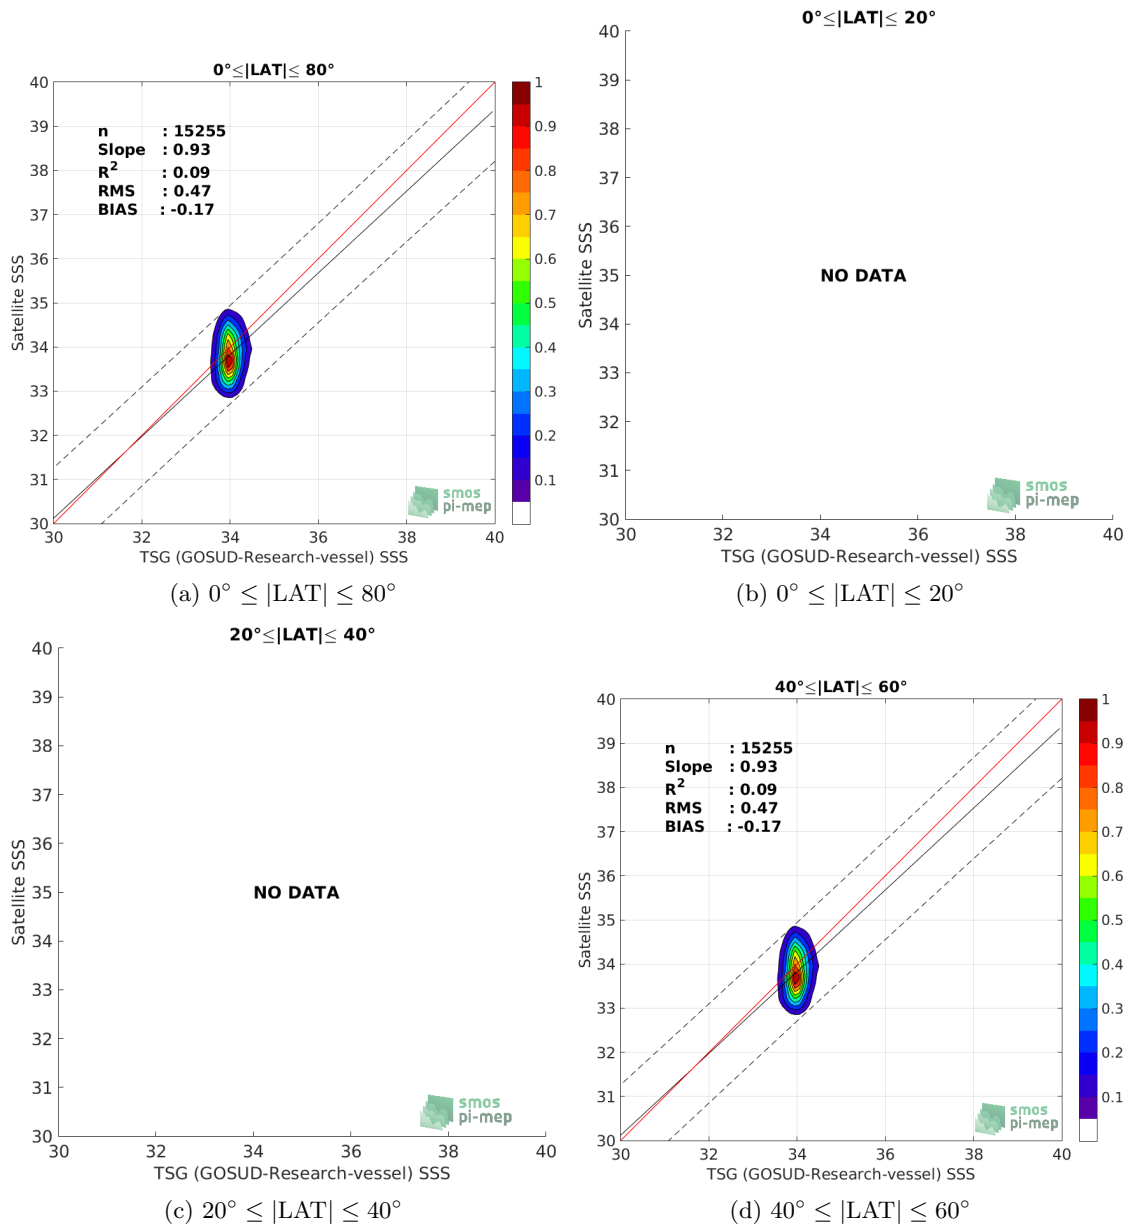 0°≤|LAT|≤ 80°
40
39
38
37
36
35
34
33
32
31
30
Satellite SSS
n : 15255
Slope : 0.93
R² : 0.09
RMS : 0.47
BIAS : -0.17
smos
pi-mep
30 32 34 36 38 40
TSG (GOSUD-Research-vessel) SSS
1
0.9
0.8
0.7
0.6
0.5
0.4
0.3
0.2
0.1
(a) 0° ≤ |LAT| ≤ 80°
0°≤|LAT|≤ 20°
40
39
38
37
36
35
34
33
32
31
30
Satellite SSS
NO DATA
smos
pi-mep
30 32 34 36 38 40
TSG (GOSUD-Research-vessel) SSS
(b) 0° ≤ |LAT| ≤ 20°
20°≤|LAT|≤ 40°
40
39
38
37
36
35
34
33
32
31
30
Satellite SSS
NO DATA
smos
pi-mep
30 32 34 36 38 40
TSG (GOSUD-Research-vessel) SSS
(c) 20° ≤ |LAT| ≤ 40°
40°≤|LAT|≤ 60°
40
39
38
37
36
35
34
33
32
31
30
Satellite SSS
n : 15255
Slope : 0.93
R² : 0.09
RMS : 0.47
BIAS : -0.17
smos
pi-mep
30 32 34 36 38 40
TSG (GOSUD-Research-vessel) SSS
1
0.9
0.8
0.7
0.6
0.5
0.4
0.3
0.2
0.1
(d) 40° ≤ |LAT| ≤ 60°